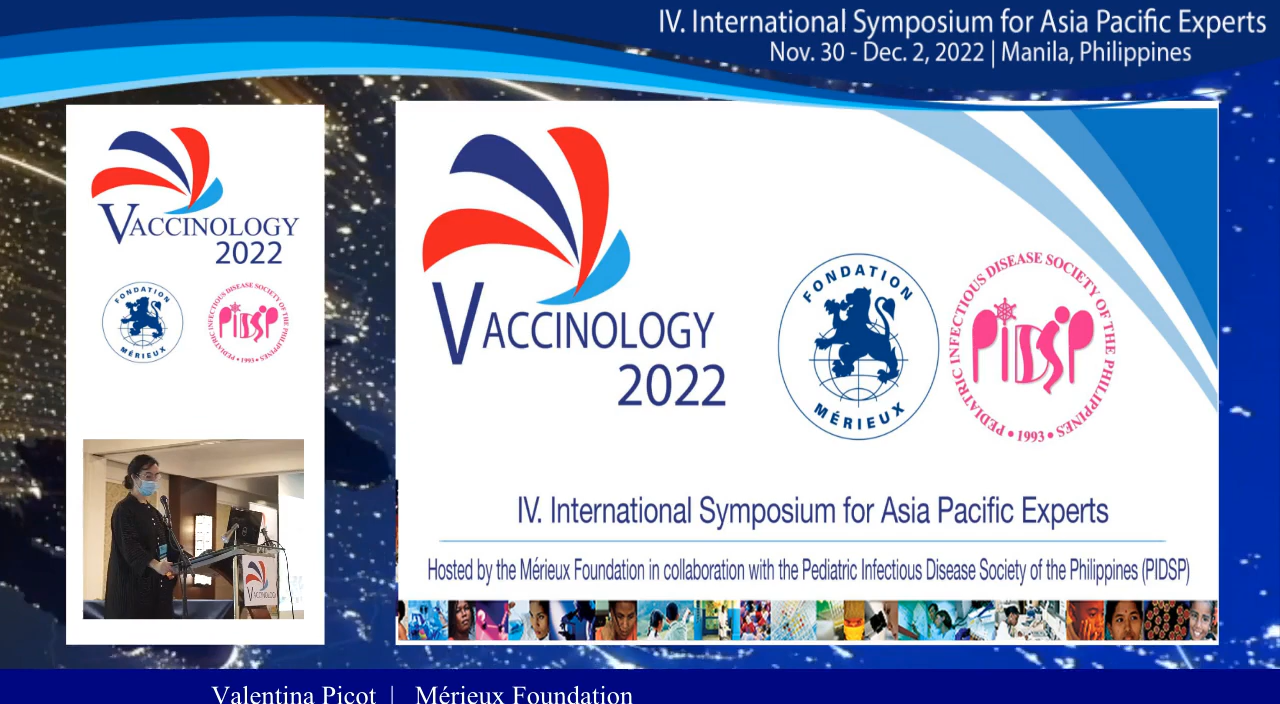 IV. International Symposium for Asia Pacific Experts
Nov. 30 - Dec. 2, 2022 | Manila, Philippines
VACCINOLOGY
2022
FONDATION
MÉRIEUX
PIDSP
PEDIATRIC INFECTIOUS DISEASE SOCIETY OF THE PHILIPPINES
• 1993 •
VACCINOLOGY
VACCINOLOGY
2022
FONDATION
MÉRIEUX
PIDSP
PEDIATRIC INFECTIOUS DISEASE SOCIETY OF THE PHILIPPINES
• 1993 •
IV. International Symposium for Asia Pacific Experts
Hosted by the Mérieux Foundation in collaboration with the Pediatric Infectious Disease Society of the Philippines (PIDSP)
Valentina Picot | Mérieux Foundation